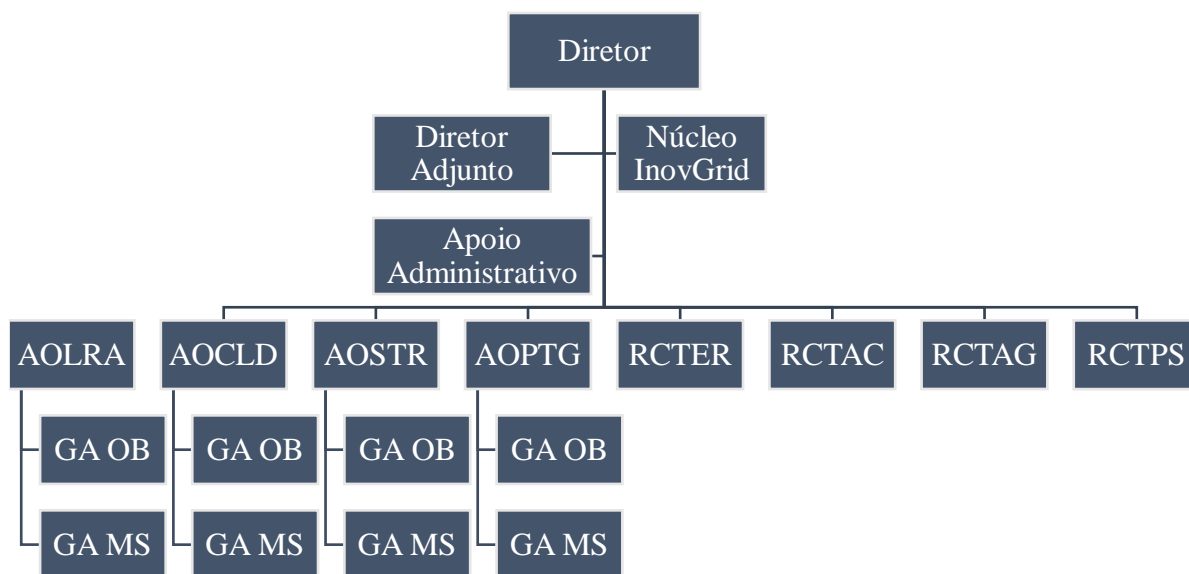 Diretor
Diretor
Adjunto
Núcleo
InovGrid
Apoio
Administrativo
AOLRA
AOCLD
AOSTR
AOPTG
RCTER
RCTAC
RCTAG
RCTPS
GA OB
GA OB
GA OB
GA OB
GA MS
GA MS
GA MS
GA MS